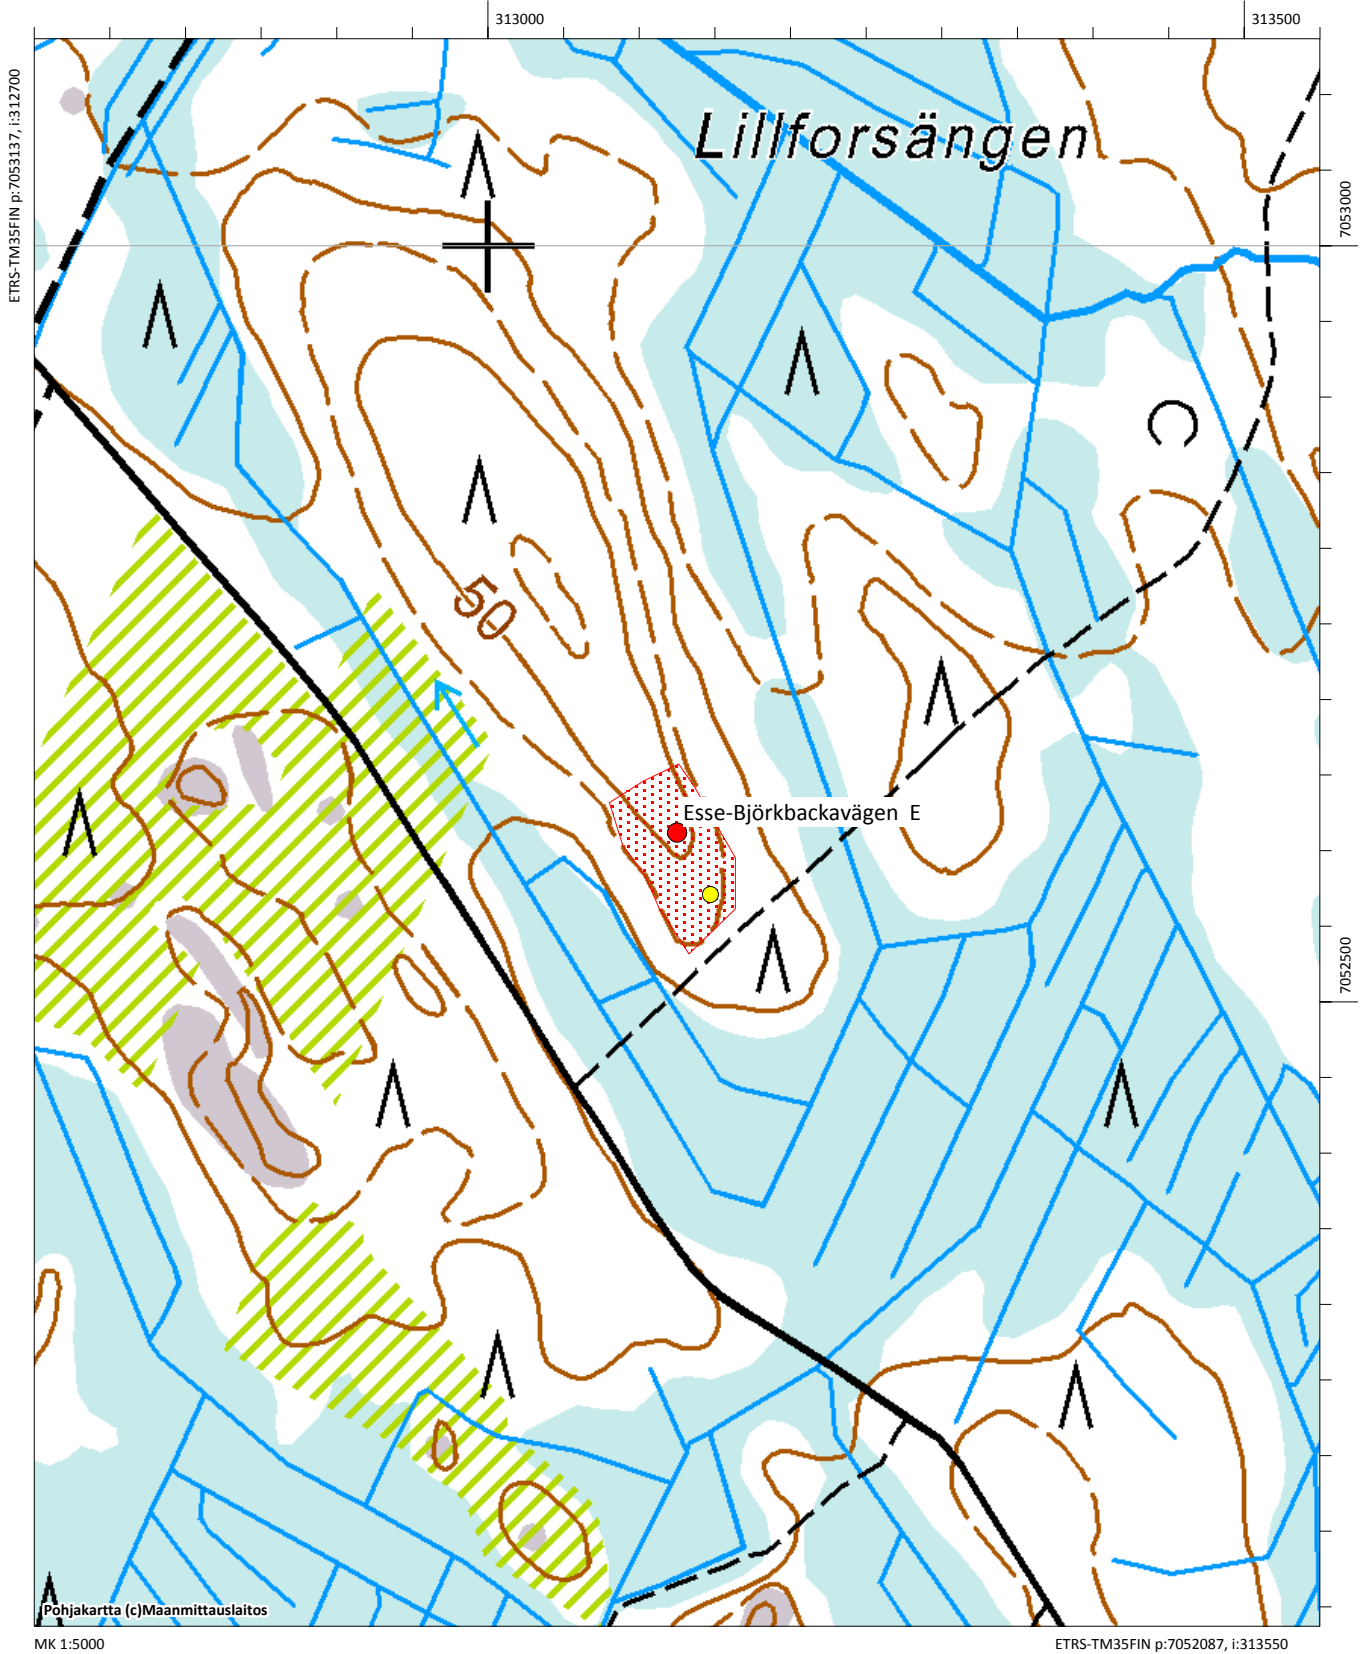 313000
313500
ETRS-TM35FIN p:7053137, i:312700
Lillforsängen
7053000
50
Esse-Björkbackavägen E
7052500
Pohjakartta (c)Maanmittauslaitos
MK 1:5000
ETRS-TM35FIN p:7052087, i:313550